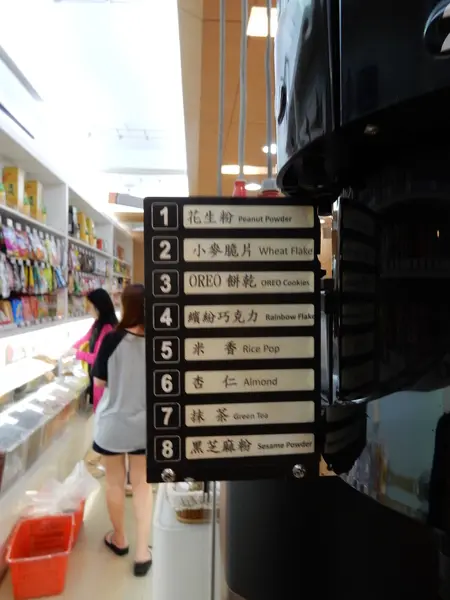 1 花生粉 Peanut Powder
2 小麥脆片 Wheat Flake
3 OREO 餅乾 OREO Cookies
4 繽紛巧克力 Rainbow Flake
5 米 香 Rice Pop
6 杏 仁 Almond
7 抹 茶 Green Tea
8 黑芝麻粉 Sesame Powder